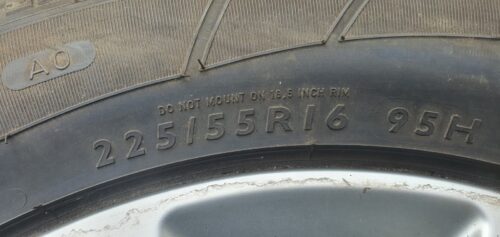 AO
DO NOT MOUNT ON 16.5 INCH RIM
225/55R16 95H